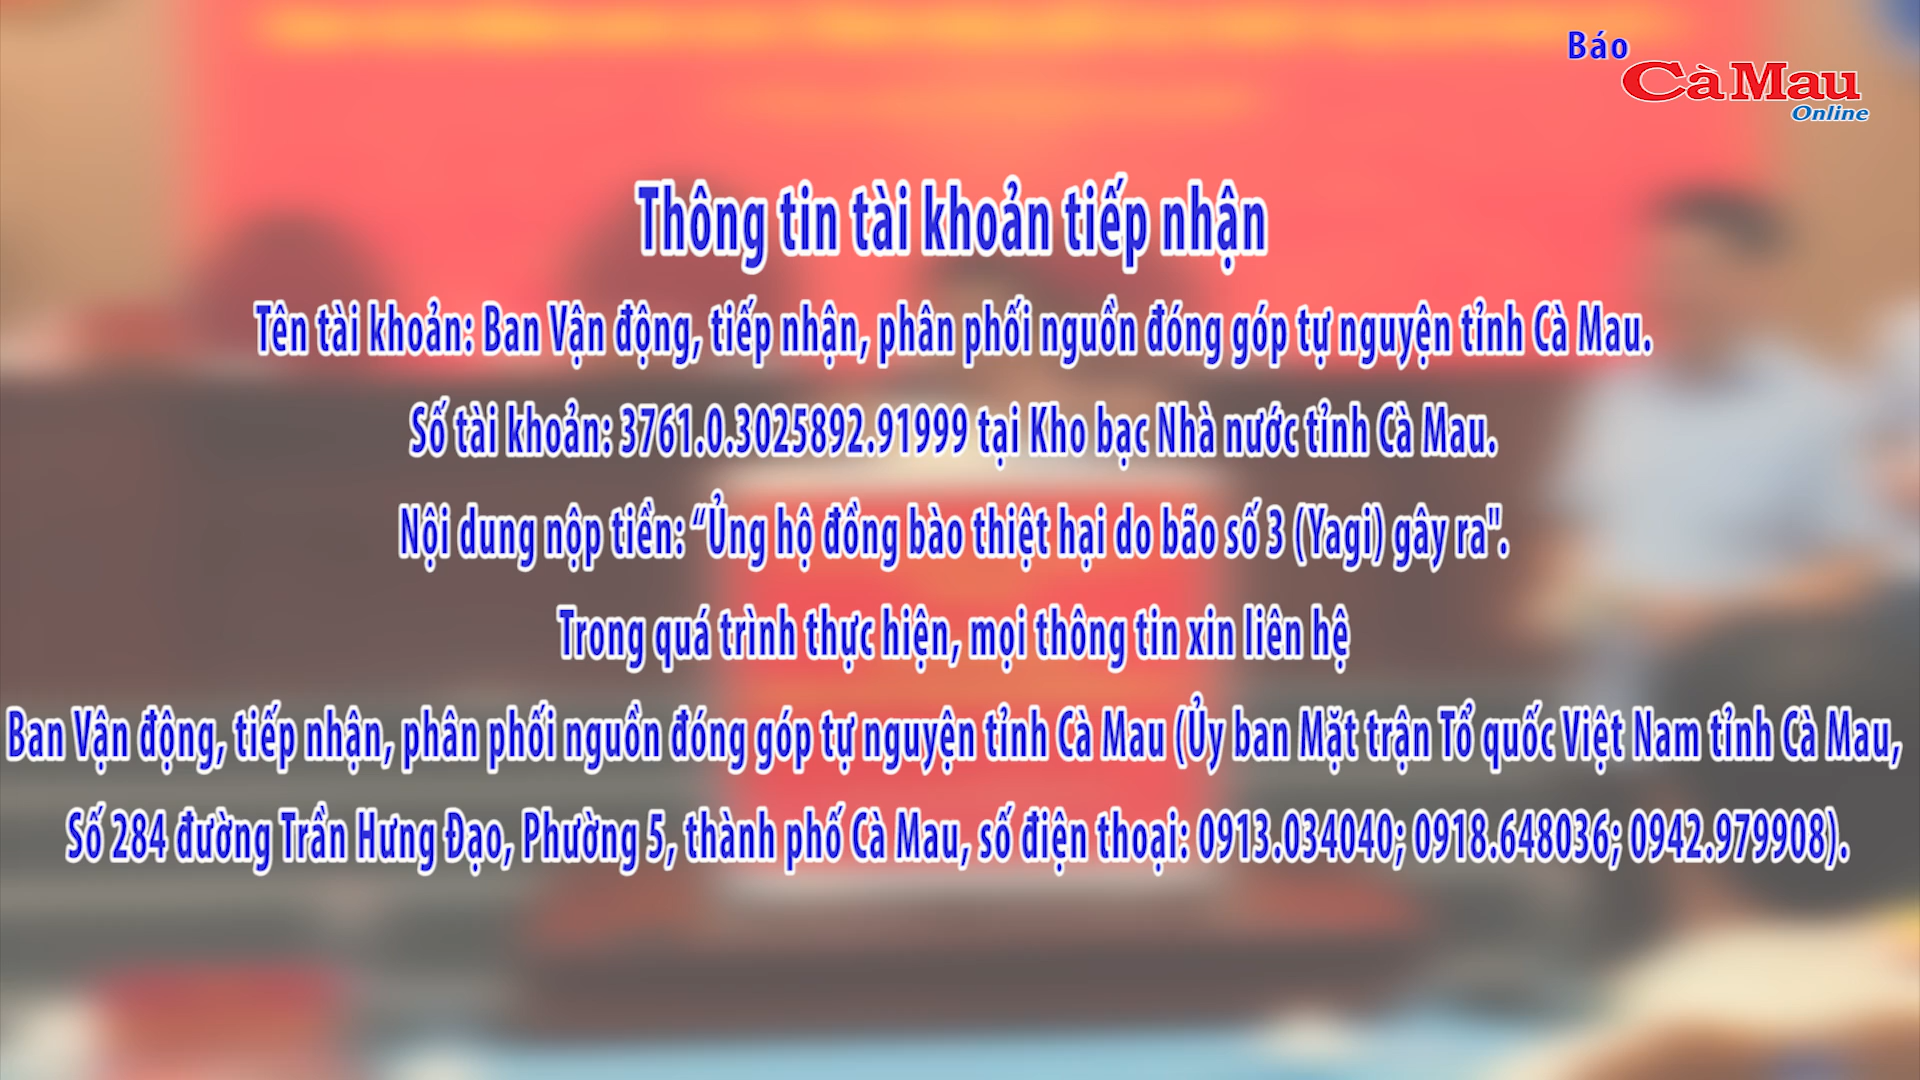 Báo
Cà Mau
Online
Thông tin tài khoản tiếp nhận
Tên tài khoản: Ban Vận động, tiếp nhận, phân phối nguồn đóng góp tự nguyện tỉnh Cà Mau.
Số tài khoản: 3761.0.3025892.91999 tại Kho bạc Nhà nước tỉnh Cà Mau.
Nội dung nộp tiền: “Ủng hộ đồng bào thiệt hại do bão số 3 (Yagi) gây ra".
Trong quá trình thực hiện, mọi thông tin xin liên hệ
Ban Vận động, tiếp nhận, phân phối nguồn đóng góp tự nguyện tỉnh Cà Mau (Ủy ban Mặt trận Tổ quốc Việt Nam tỉnh Cà Mau,
Số 284 đường Trần Hưng Đạo, Phường 5, thành phố Cà Mau, số điện thoại: 0913.034040; 0918.648036; 0942.979908).